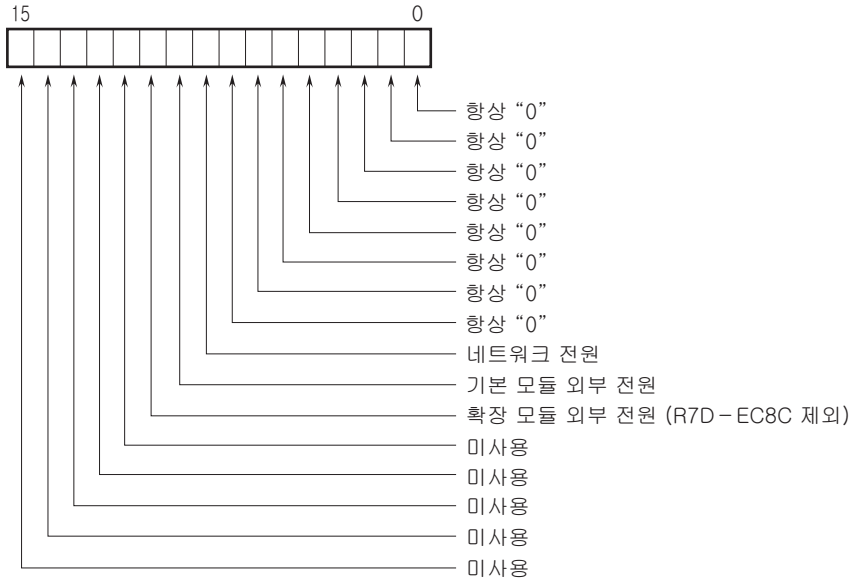 15 0
항상 “0”
항상 “0”
항상 “0”
항상 “0”
항상 “0”
항상 “0”
항상 “0”
항상 “0”
네트워크 전원
기본 모듈 외부 전원
확장 모듈 외부 전원 (R7D－EC8C 제외)
미사용
미사용
미사용
미사용
미사용